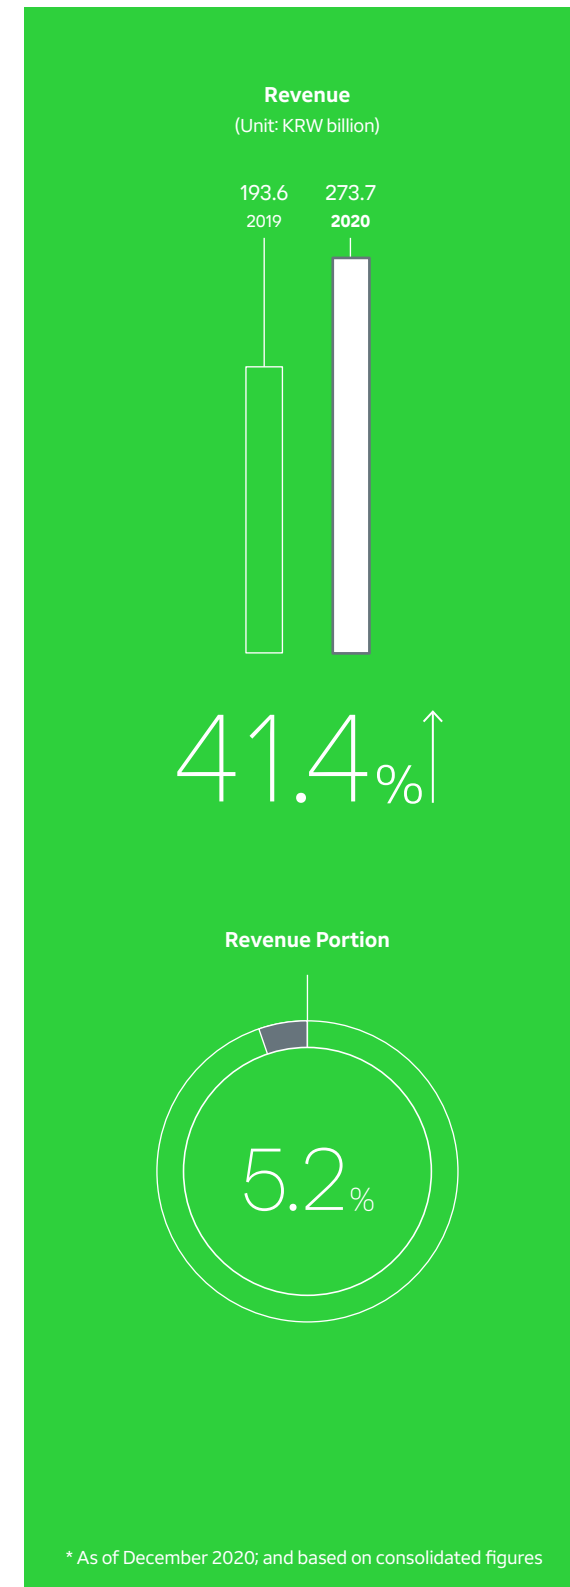 Revenue
(Unit: KRW billion)
193.6 273.7
2019 2020
41.4%↑
Revenue Portion
5.2%
* As of December 2020; and based on consolidated figures